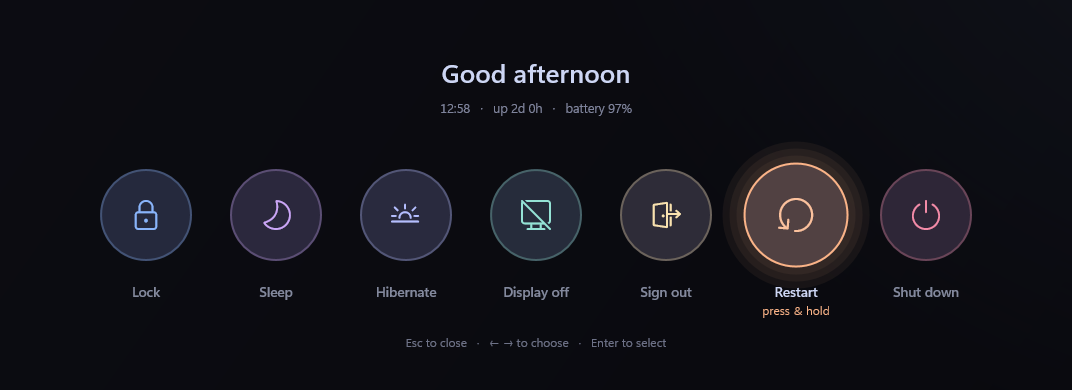 Good afternoon
12:58 · up 2d 0h · battery 97%
Lock Sleep Hibernate Display off Sign out Restart Shut down
press & hold
Esc to close · ← → to choose · Enter to select